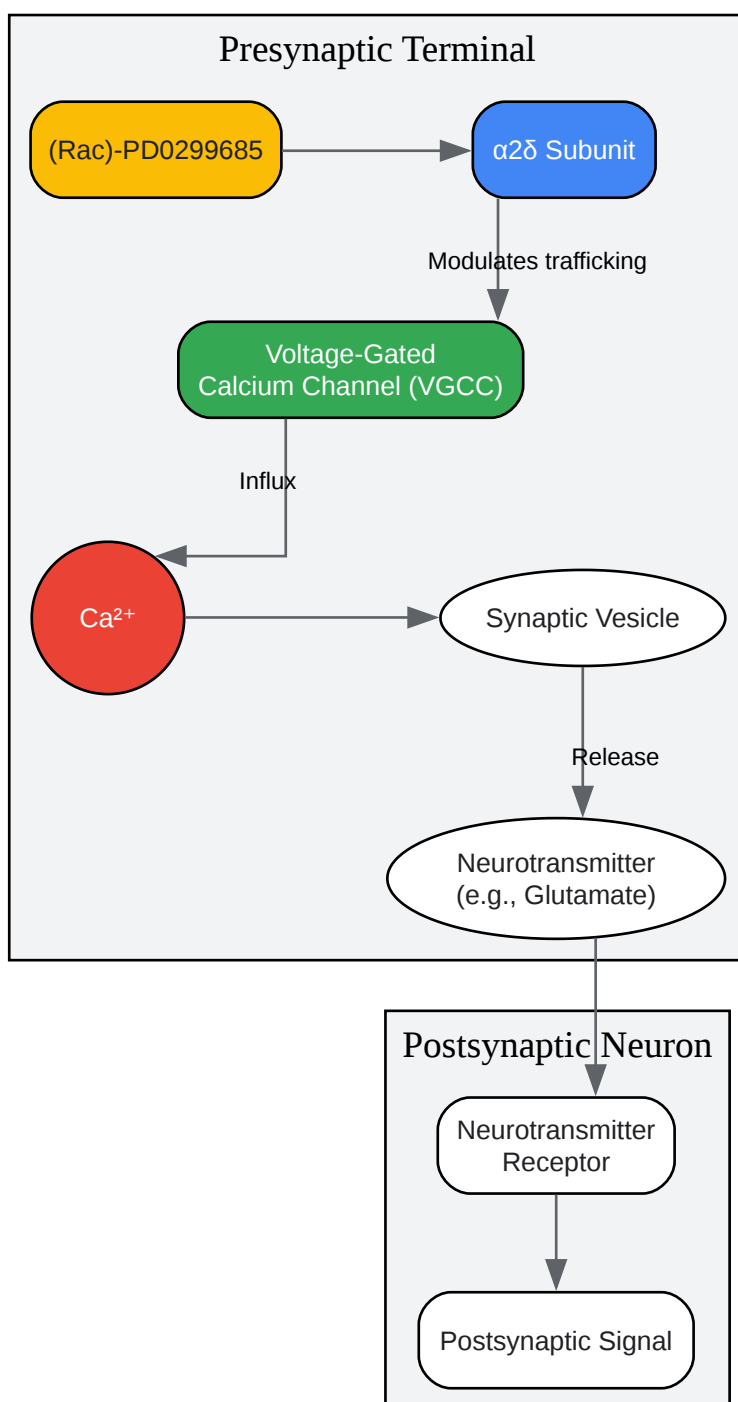 Presynaptic Terminal
(Rac)-PD0299685
α2δ Subunit
Modulates trafficking
Voltage-Gated
Calcium Channel (VGCC)
Influx
Ca²⁺
Synaptic Vesicle
Release
Neurotransmitter
(e.g., Glutamate)
Postsynaptic Neuron
Neurotransmitter
Receptor
Postsynaptic Signal